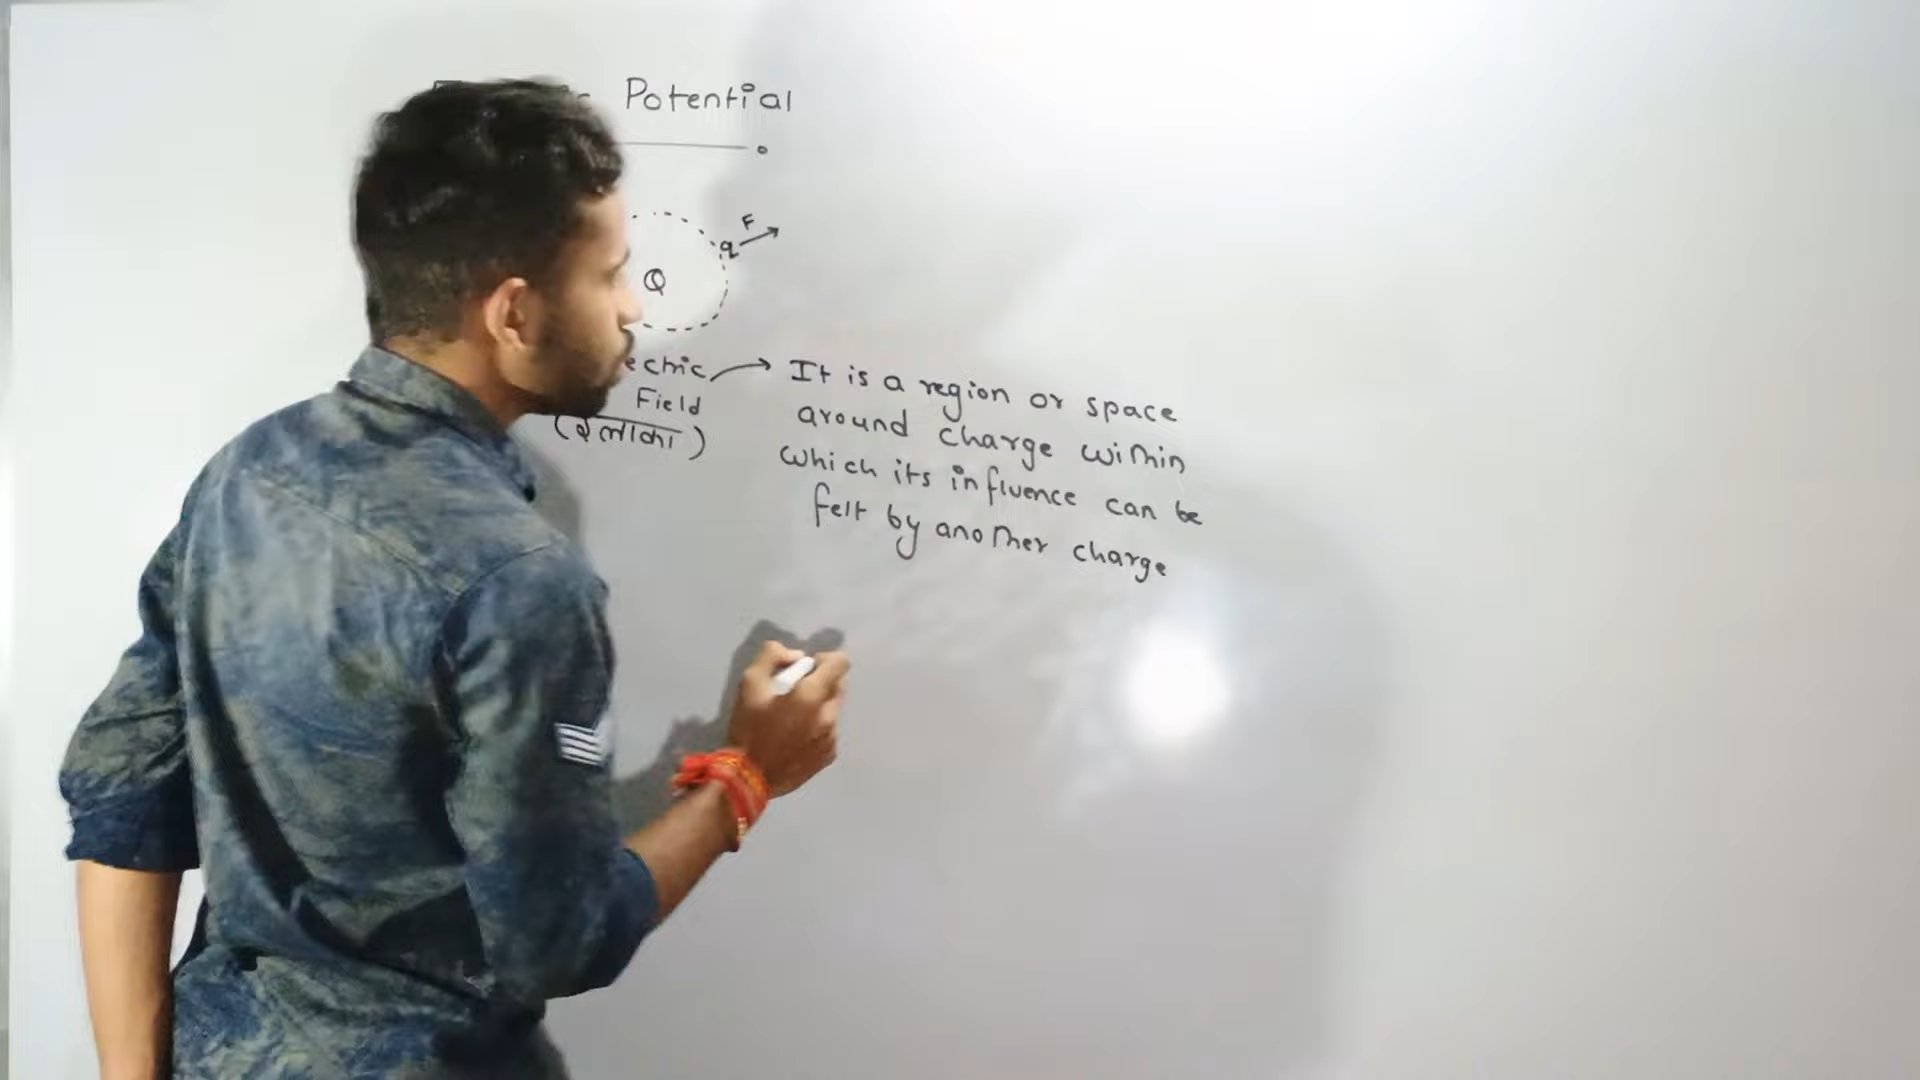 Potential
F
q
Q
Field
(इलाका)
It is a region or space
around charge within
which its influence can be
felt by another charge